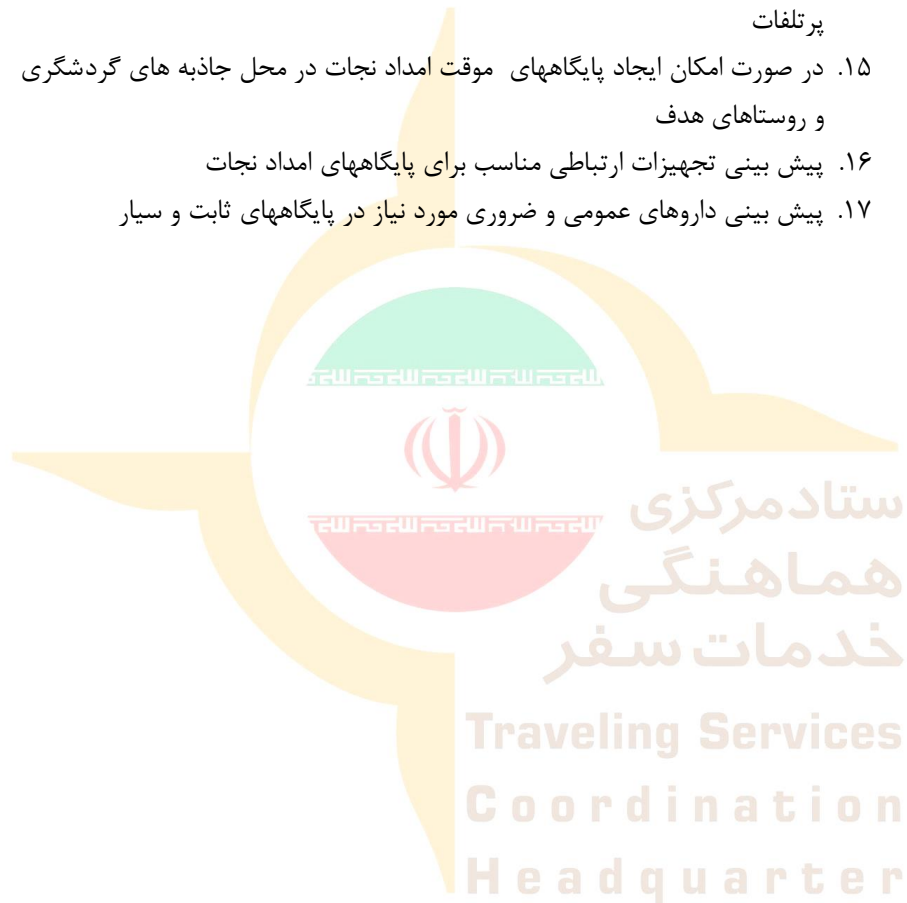 پرتلفات
۱۵. در صورت امکان ایجاد پایگاههای موقت امداد نجات در محل جاذبه های گردشگری
و روستاهای هدف
۱۶. پیش بینی تجهیزات ارتباطی مناسب برای پایگاههای امداد نجات
۱۷. پیش بینی داروهای عمومی و ضروری مورد نیاز در پایگاههای ثابت و سیار
ستاد مرکزی
هماهنگی
خدمات سفر
Traveling Services
Coordination
Headquarter